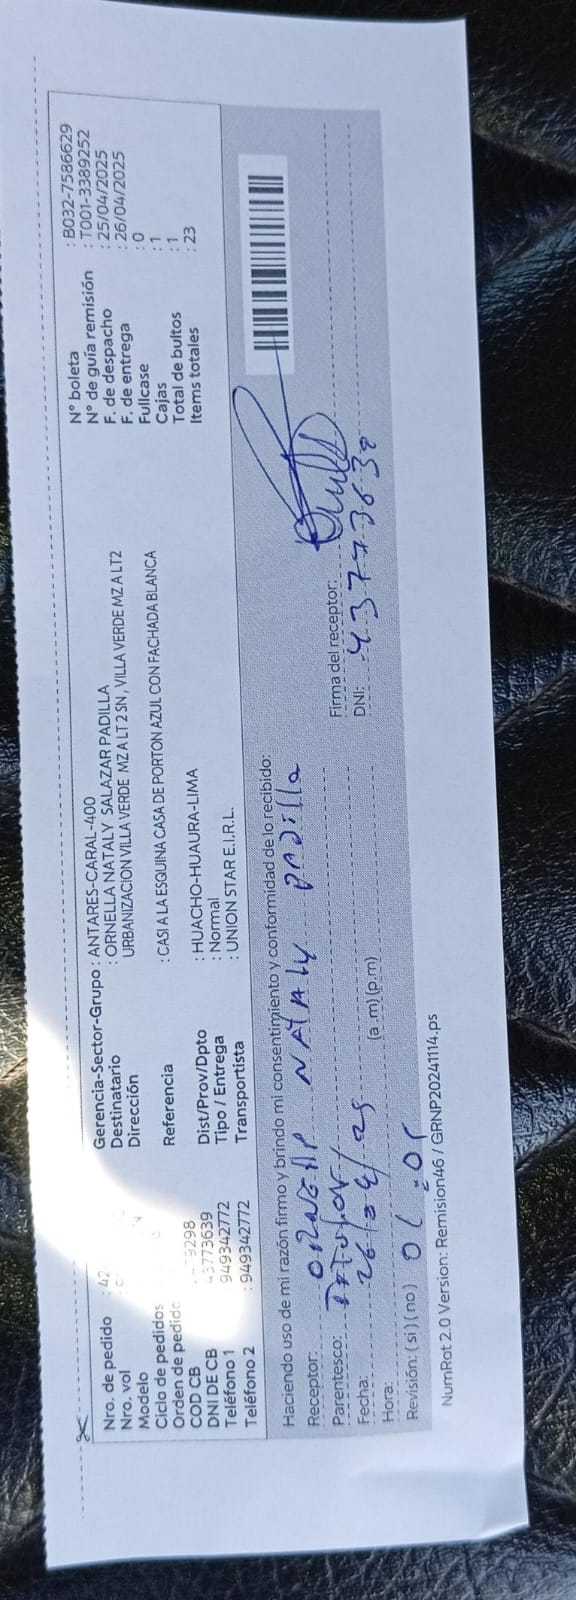 Nro. de pedido : 42
Nro. vol
Modelo
Ciclo de pedidos
Orden de pedido
COD CB 9298
DNI DE CB 43773639
Teléfono 1 : 949342772
Teléfono 2 : 949342772
Gerencia-Sector-Grupo : ANTARES-CARAL-400
Destinatario : ORNELLA NATALY SALAZAR PADILLA
Dirección URBANIZACION VILLA VERDE MZ A LT 2 SN , VILLA VERDE MZ A LT2
Referencia : CASI A LA ESQUINA CASA DE PORTON AZUL CON FACHADA BLANCA
Dist/Prov/Dpto : HUACHO-HUAURA-LIMA
Tipo / Entrega : Normal
Transportista : UNION STAR E.I.R.L.
N° boleta : B032-7586629
N° de guía remisión : T001-3389252
F. de despacho : 25/04/2025
F. de entrega : 26/04/2025
Fullcase : 0
Cajas : 1
Total de bultos : 1
Items totales : 23
Haciendo uso de mi razón firmo y brindo mi consentimiento y conformidad de lo recibido:
Receptor: NATALY PADILLA
Parentesco:
Fecha: 26/04/25
Hora: (a.m)(p.m)
Revisión: (si)(no)
Firma del receptor:
DNI: 43773639
NumRot 2.0 Version: Remision46 / GRNP20241114.ps